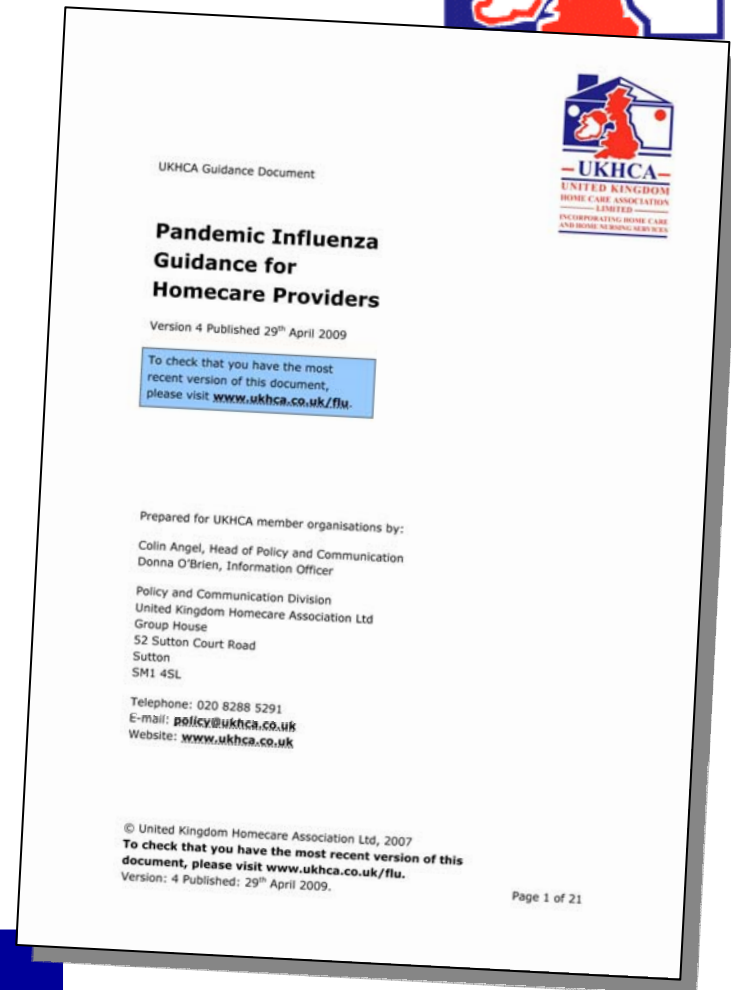 UKHCA Guidance Document
– UKHCA –
UNITED KINGDOM
HOME CARE ASSOCIATION
LIMITED
INCORPORATING HOME CARE
AND HOME NURSING SERVICES
Pandemic Influenza
Guidance for
Homecare Providers
Version 4 Published 29th April 2009
To check that you have the most
recent version of this document,
please visit www.ukhca.co.uk/flu.
Prepared for UKHCA member organisations by:
Colin Angel, Head of Policy and Communication
Donna O'Brien, Information Officer
Policy and Communication Division
United Kingdom Homecare Association Ltd
Group House
52 Sutton Court Road
Sutton
SM1 4SL
Telephone: 020 8288 5291
E-mail: policy@ukhca.co.uk
Website: www.ukhca.co.uk
© United Kingdom Homecare Association Ltd, 2007
To check that you have the most recent version of this
document, please visit www.ukhca.co.uk/flu.
Version: 4 Published: 29th April 2009.
Page 1 of 21